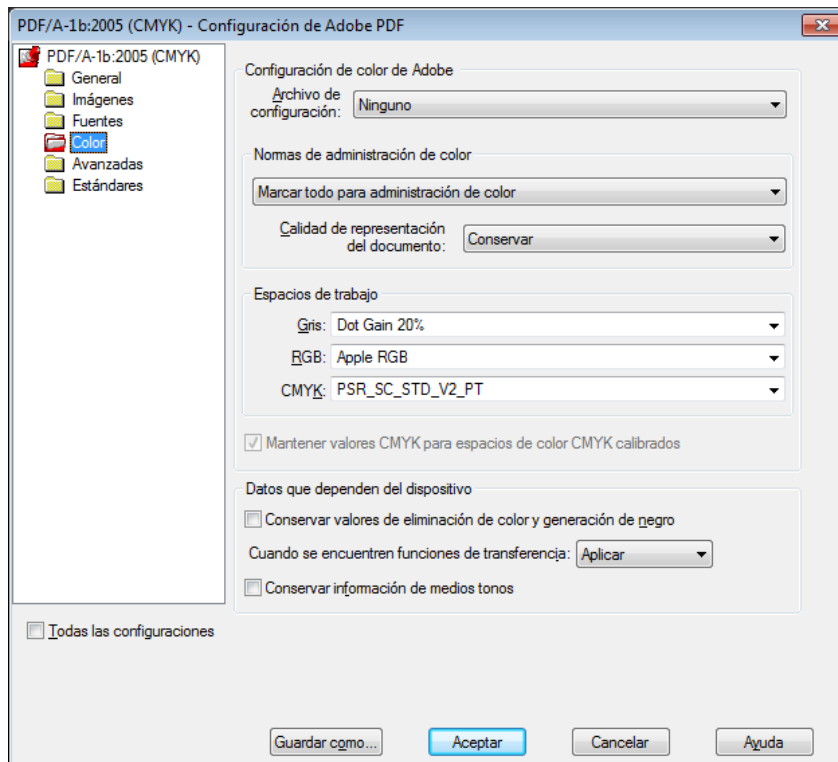 PDF/A-1b:2005 (CMYK) - Configuración de Adobe PDF
PDF/A-1b:2005 (CMYK)
General
Imágenes
Fuentes
Color
Avanzadas
Estándares
Todas las configuraciones
Configuración de color de Adobe
Archivo de
configuración: Ninguno
Normas de administración de color
Marcar todo para administración de color
Calidad de representación
del documento: Conservar
Espacios de trabajo
Gris: Dot Gain 20%
RGB: Apple RGB
CMYK: PSR_SC_STD_V2_PT
Mantener valores CMYK para espacios de color CMYK calibrados
Datos que dependen del dispositivo
Conservar valores de eliminación de color y generación de negro
Cuando se encuentren funciones de transferencia: Aplicar
Conservar información de medios tonos
Guardar como... Aceptar Cancelar Ayuda